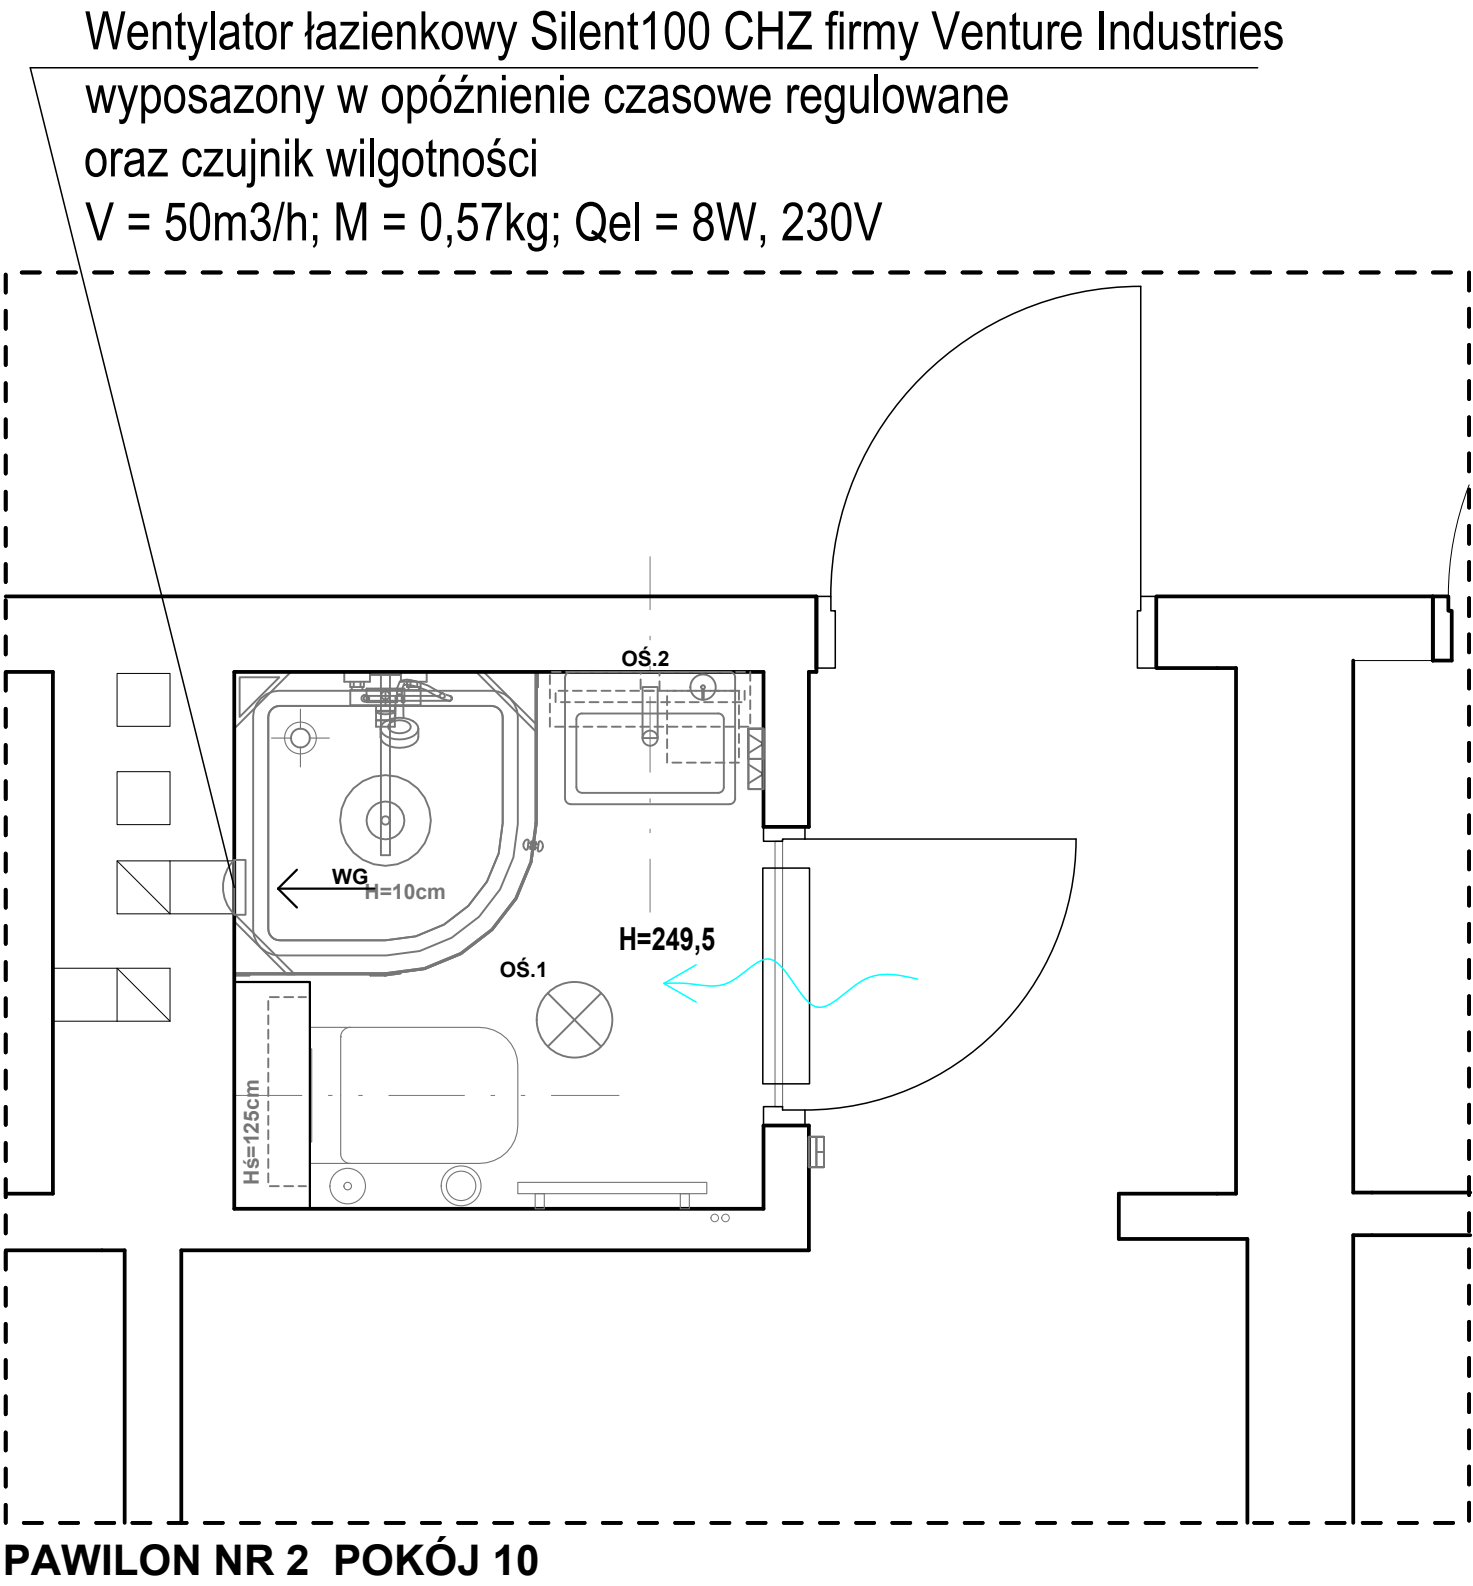 Wentylator łazienkowy Silent100 CHZ firmy Venture Industries
wyposazony w opóźnienie czasowe regulowane
oraz czujnik wilgotności
V = 50m3/h; M = 0,57kg; Qel = 8W, 230V
OŚ.2
WG
H=10cm
H=249,5
OŚ.1
Hś=125cm
PAWILON NR 2 POKÓJ 10